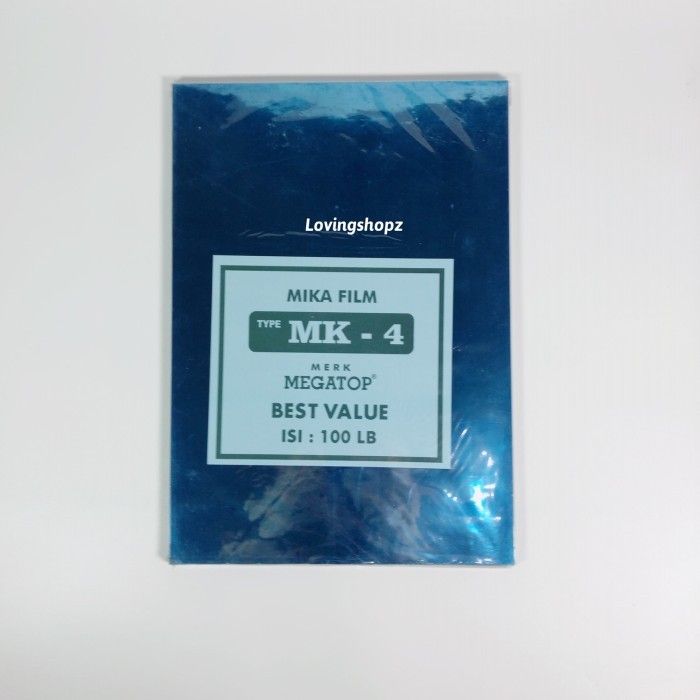 Lovingshopz
MIKA FILM
TYPE MK - 4
MERK
MEGATOP®
BEST VALUE
ISI : 100 LB